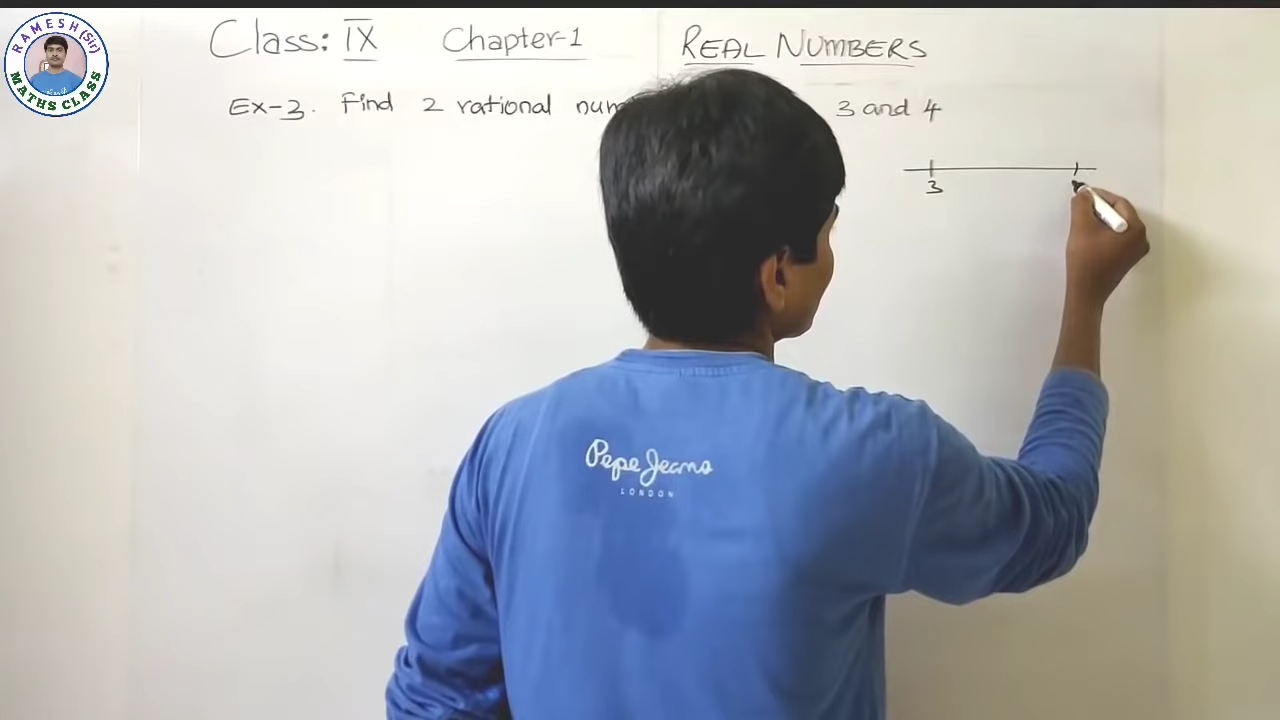 RAMESH (Sir)
MATHS CLASS
Class: IX Chapter-1 REAL NUMBERS
Ex-3. Find 2 rational num 3 and 4
3
Pepe Jeans
LONDON